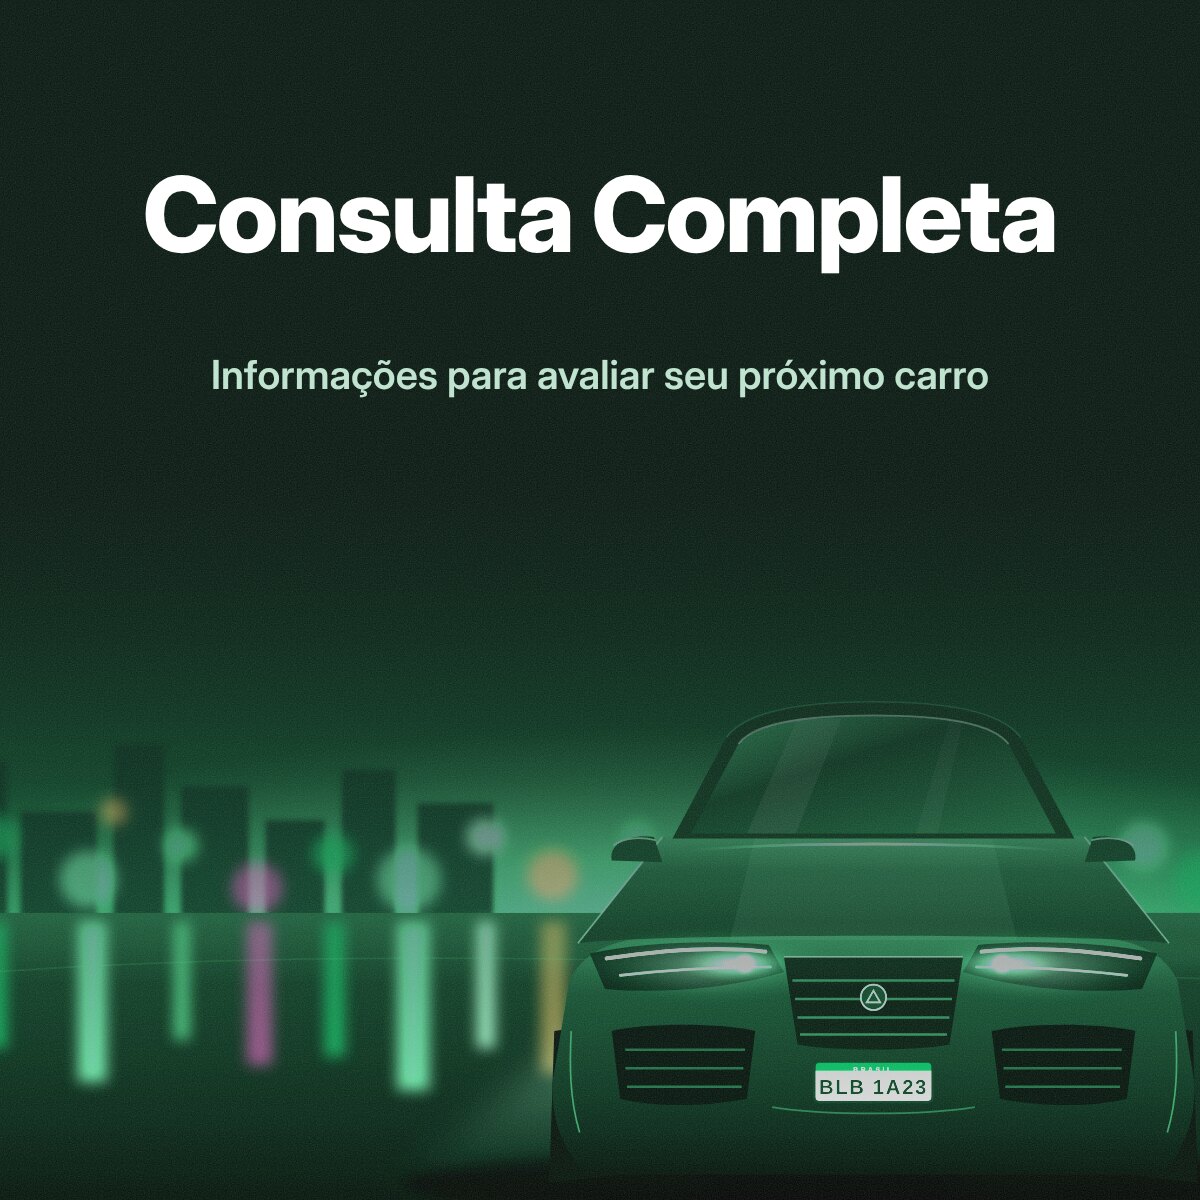 Consulta Completa
Informações para avaliar seu próximo carro
BRASIL
BLB 1A23